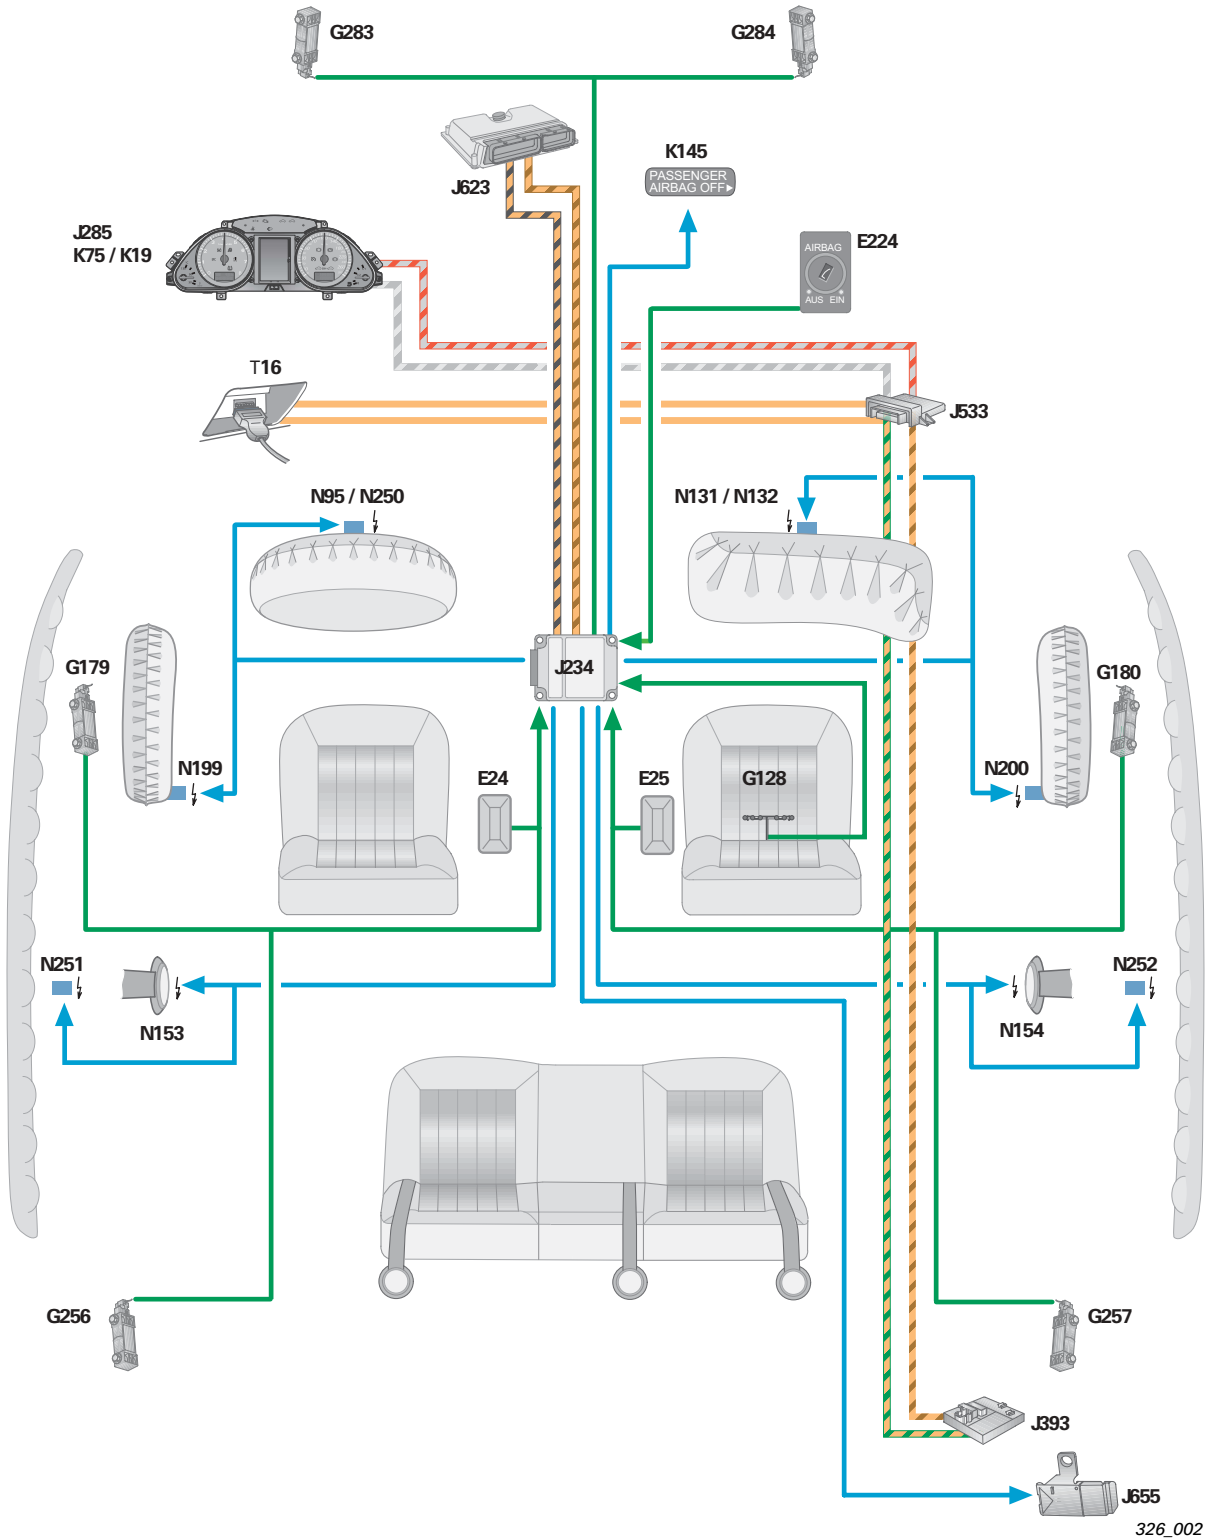 G283
G284
J623
K145
PASSENGER
AIRBAG OFF
J285
K75 / K19
E224
AIRBAG
AUS EIN
T16
J533
N95 / N250
N131 / N132
G179
J234
G180
N199
E24
E25
G128
N200
N251
N153
N154
N252
G256
G257
J393
J655
326_002